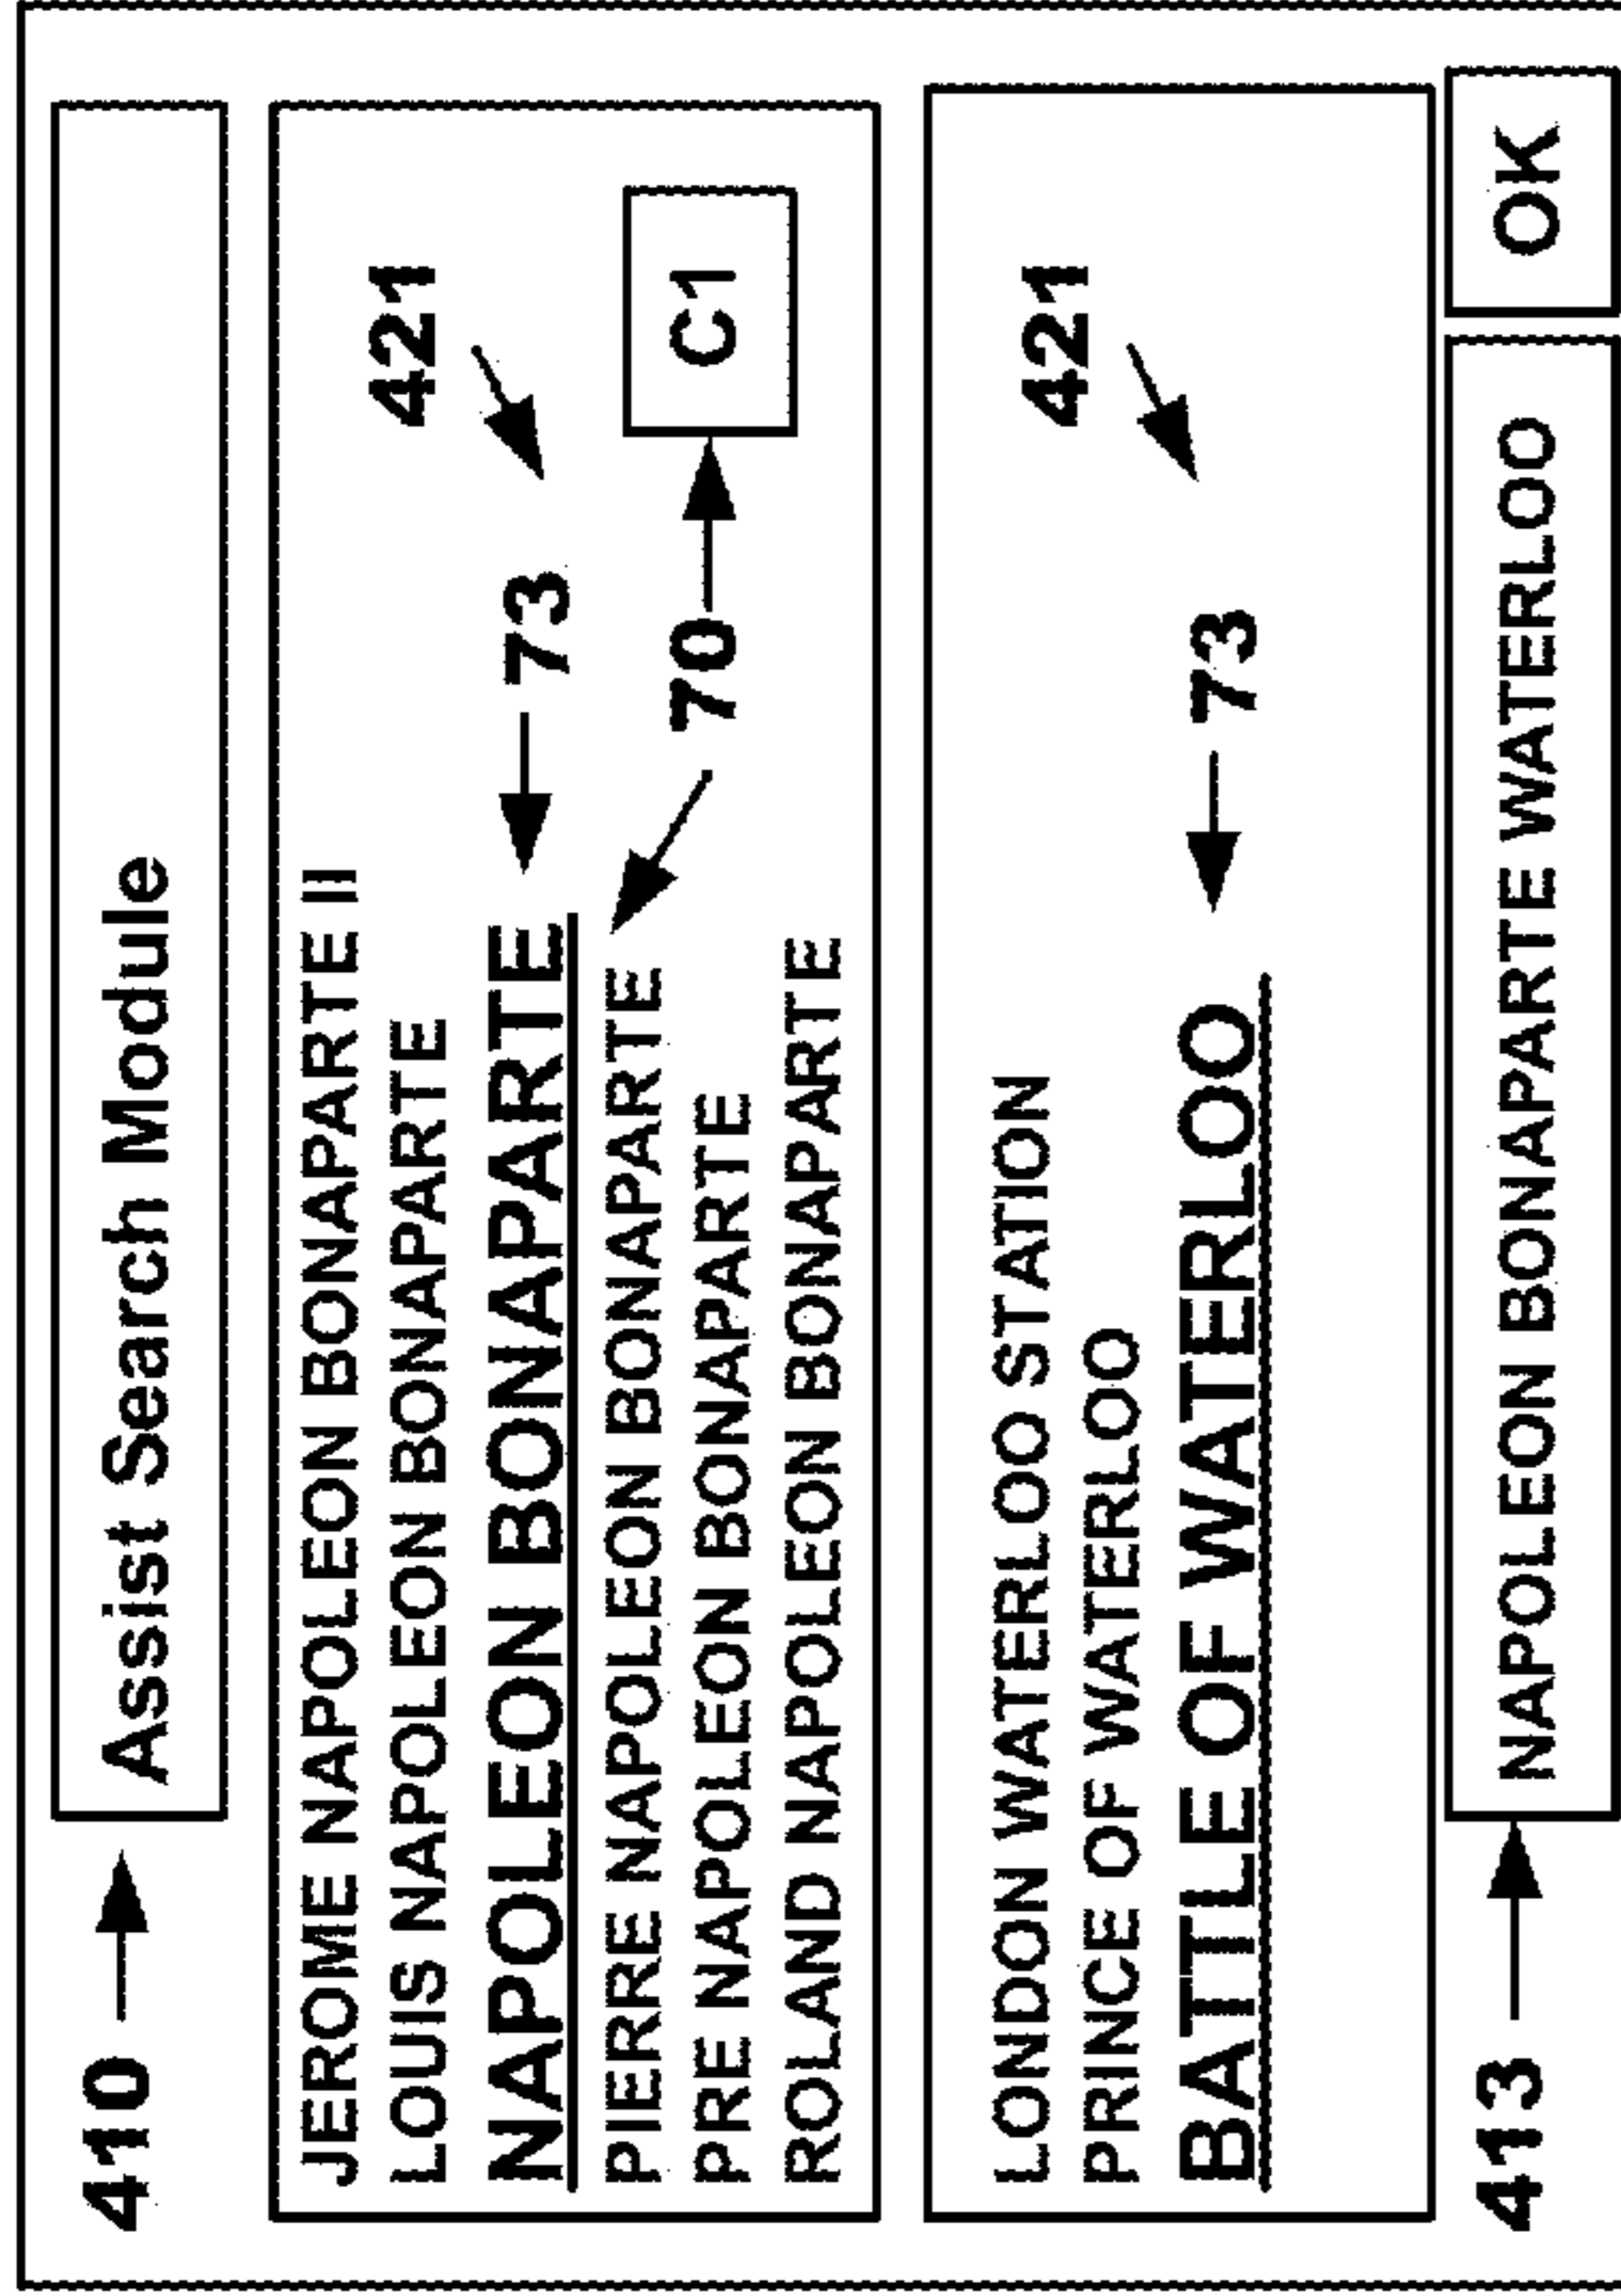 410 Assist Search Module
JEROME NAPOLEON BONAPARTE II
LOUIS NAPOLEON BONAPARTE 421
NAPOLEON BONAPARTE 73
PIERRE NAPOLEON BONAPARTE
PRE NAPOLEON BONAPARTE 70 C1
ROLAND NAPOLEON BONAPARTE
LONDON WATERLOO STATION 421
PRINCE OF WATERLOO
BATTLE OF WATERLOO 73
413 NAPOLEON BONAPARTE WATERLOO OK